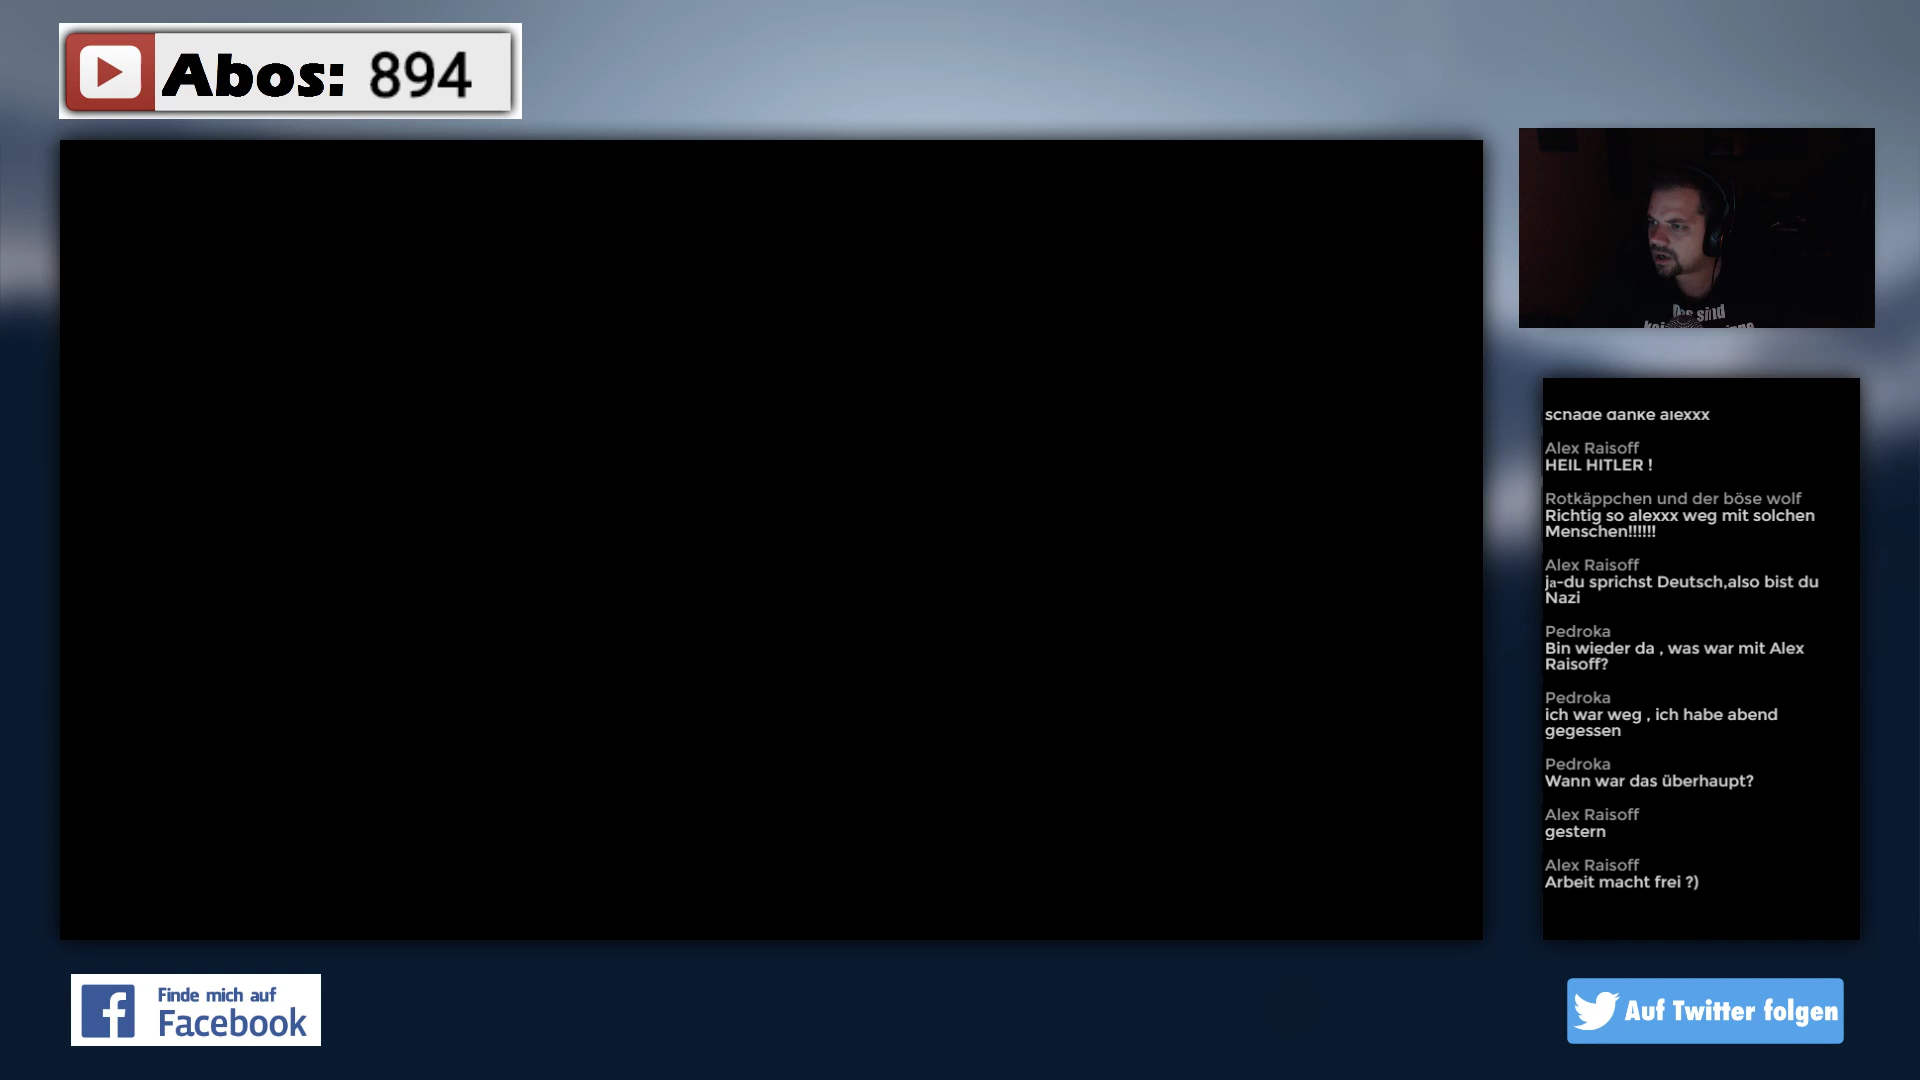 Abos: 894
Das sind
schade danke alexxx
Alex Raisoff
HEIL HITLER !
Rotkäppchen und der böse wolf
Richtig so alexxx weg mit solchen
Menschen!!!!!!
Alex Raisoff
ja-du sprichst Deutsch,also bist du
Nazi
Pedroka
Bin wieder da , was war mit Alex
Raisoff?
Pedroka
ich war weg , ich habe abend
gegessen
Pedroka
Wann war das überhaupt?
Alex Raisoff
gestern
Alex Raisoff
Arbeit macht frei ?)
Finde mich auf
Facebook
Auf Twitter folgen